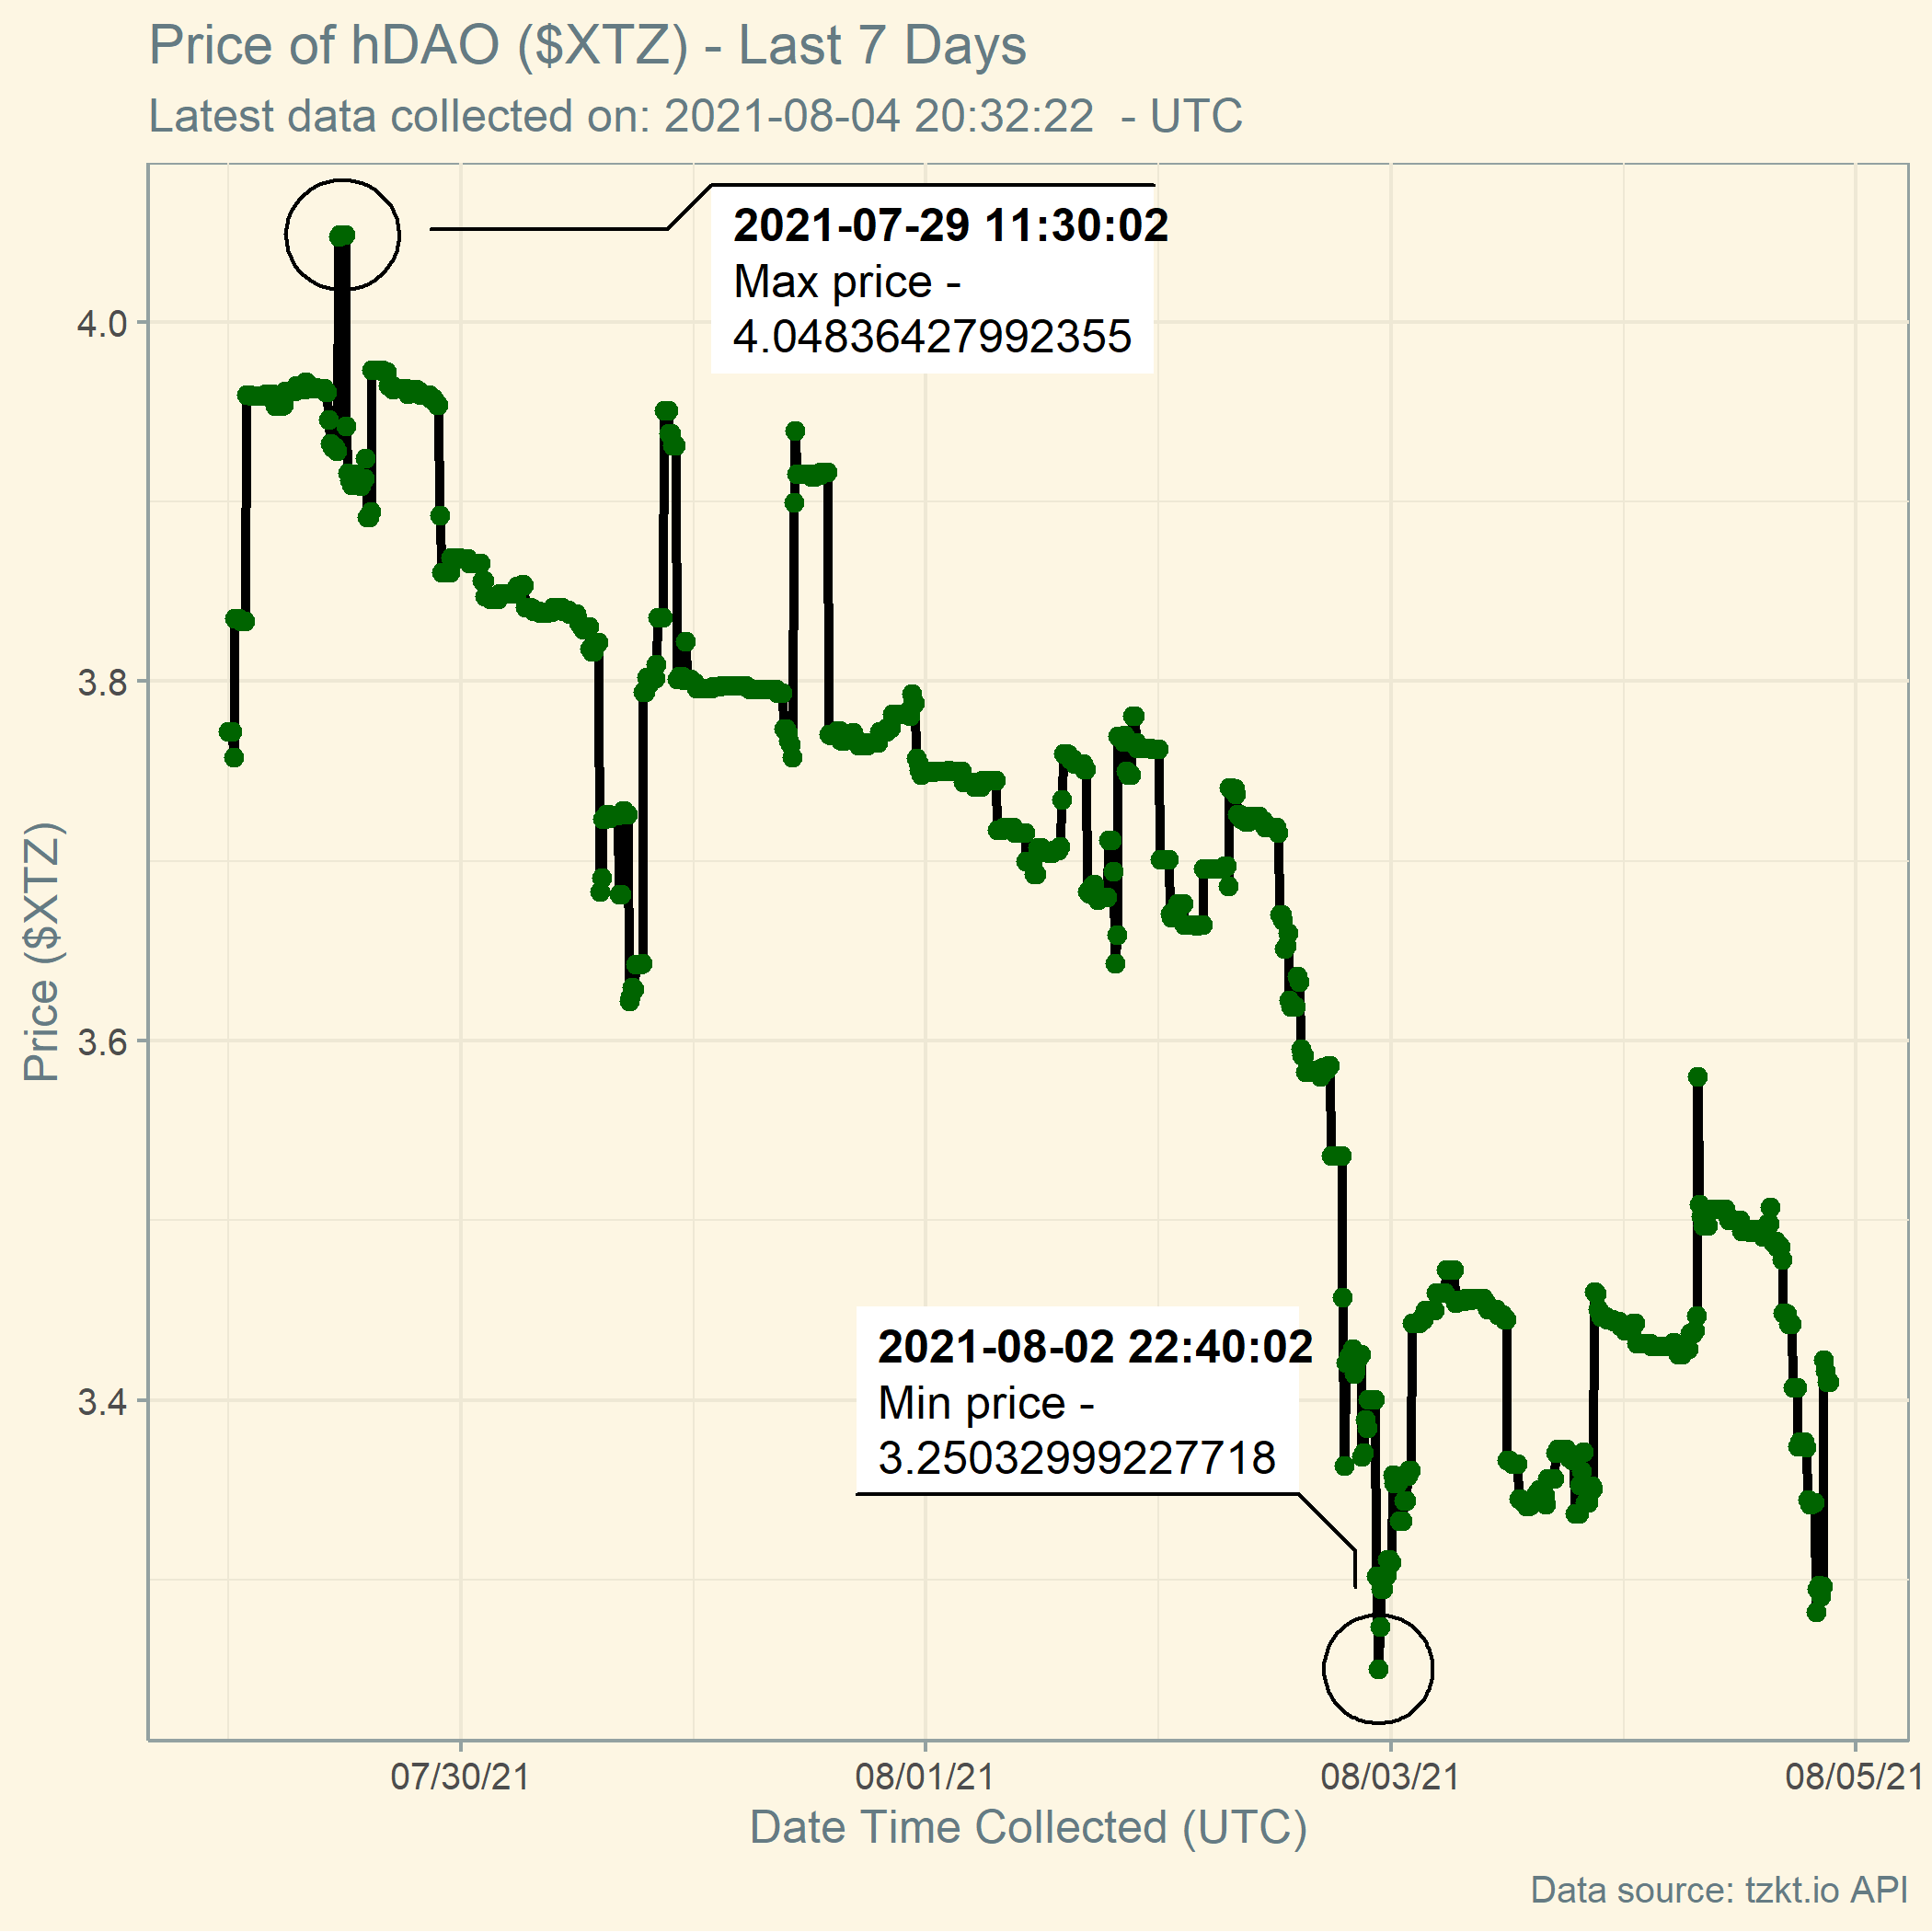 Price of hDAO ($XTZ) - Last 7 Days
Latest data collected on: 2021-08-04 20:32:22  - UTC
2021-07-29 11:30:02
Max price -
4.04836427992355
4.0
3.8
3.6
3.4
Price ($XTZ)
2021-08-02 22:40:02
Min price -
3.25032999227718
07/30/21
08/01/21
08/03/21
08/05/21
Date Time Collected (UTC)
Data source: tzkt.io API